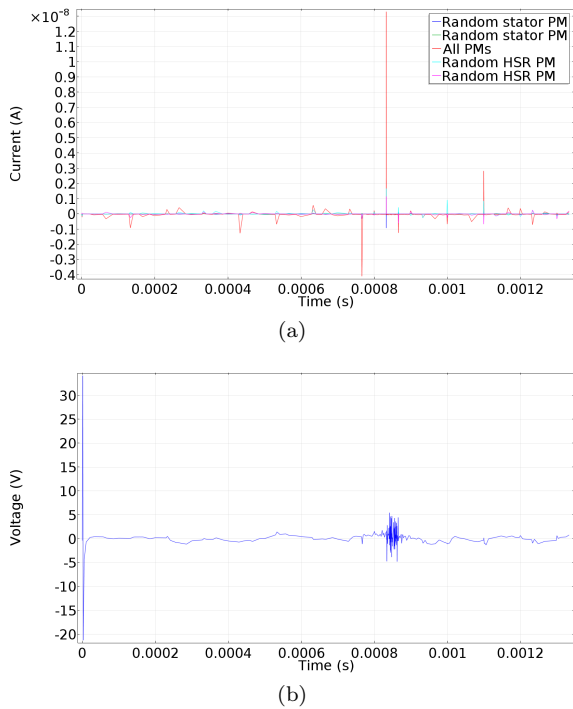 ×10⁻⁸
1.2
1.1
1
0.9
0.8
0.7
0.6
0.5
0.4
0.3
0.2
0.1
0
-0.1
-0.2
-0.3
-0.4
Current (A)
Random stator PM
Random stator PM
All PMs
Random HSR PM
Random HSR PM
0 0.0002 0.0004 0.0006 0.0008 0.001 0.0012
Time (s)
(a)
30
25
20
15
10
5
0
-5
-10
-15
-20
Voltage (V)
0 0.0002 0.0004 0.0006 0.0008 0.001 0.0012
Time (s)
(b)